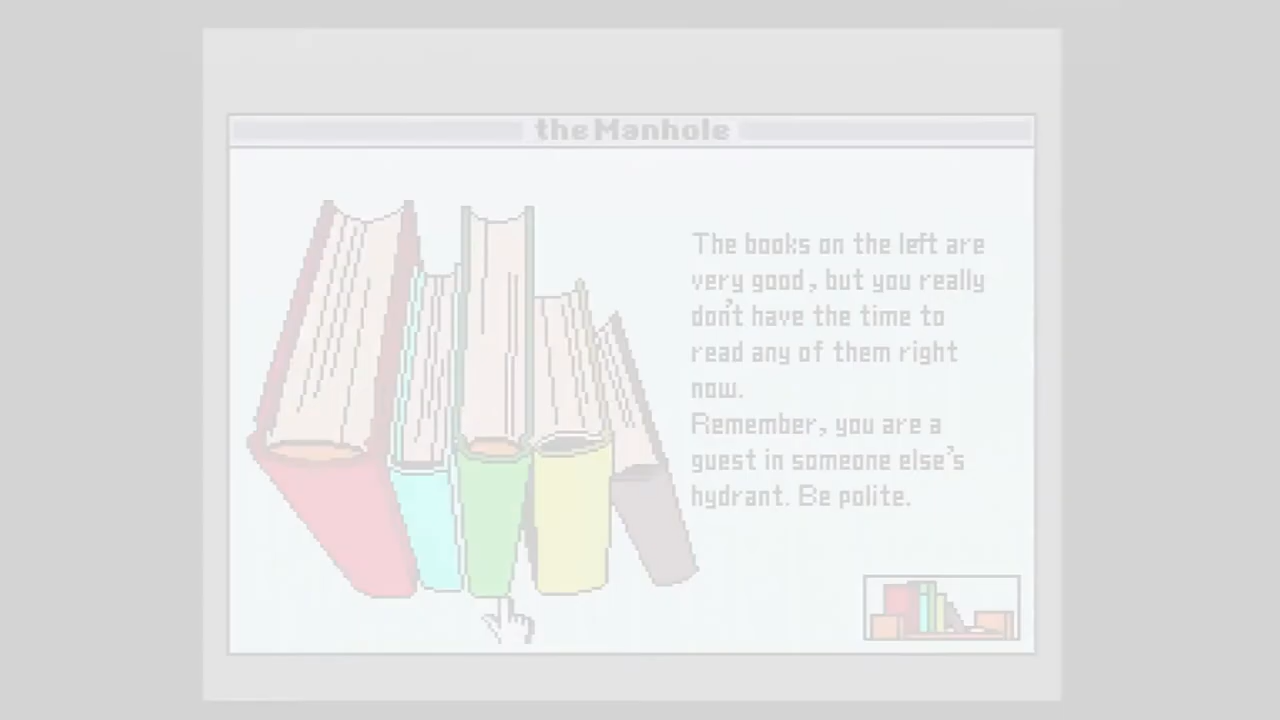 the Manhole
The books on the left are
very good, but you really
don't have the time to
read any of them right
now.
Remember, you are a
guest in someone else's
hydrant. Be polite.